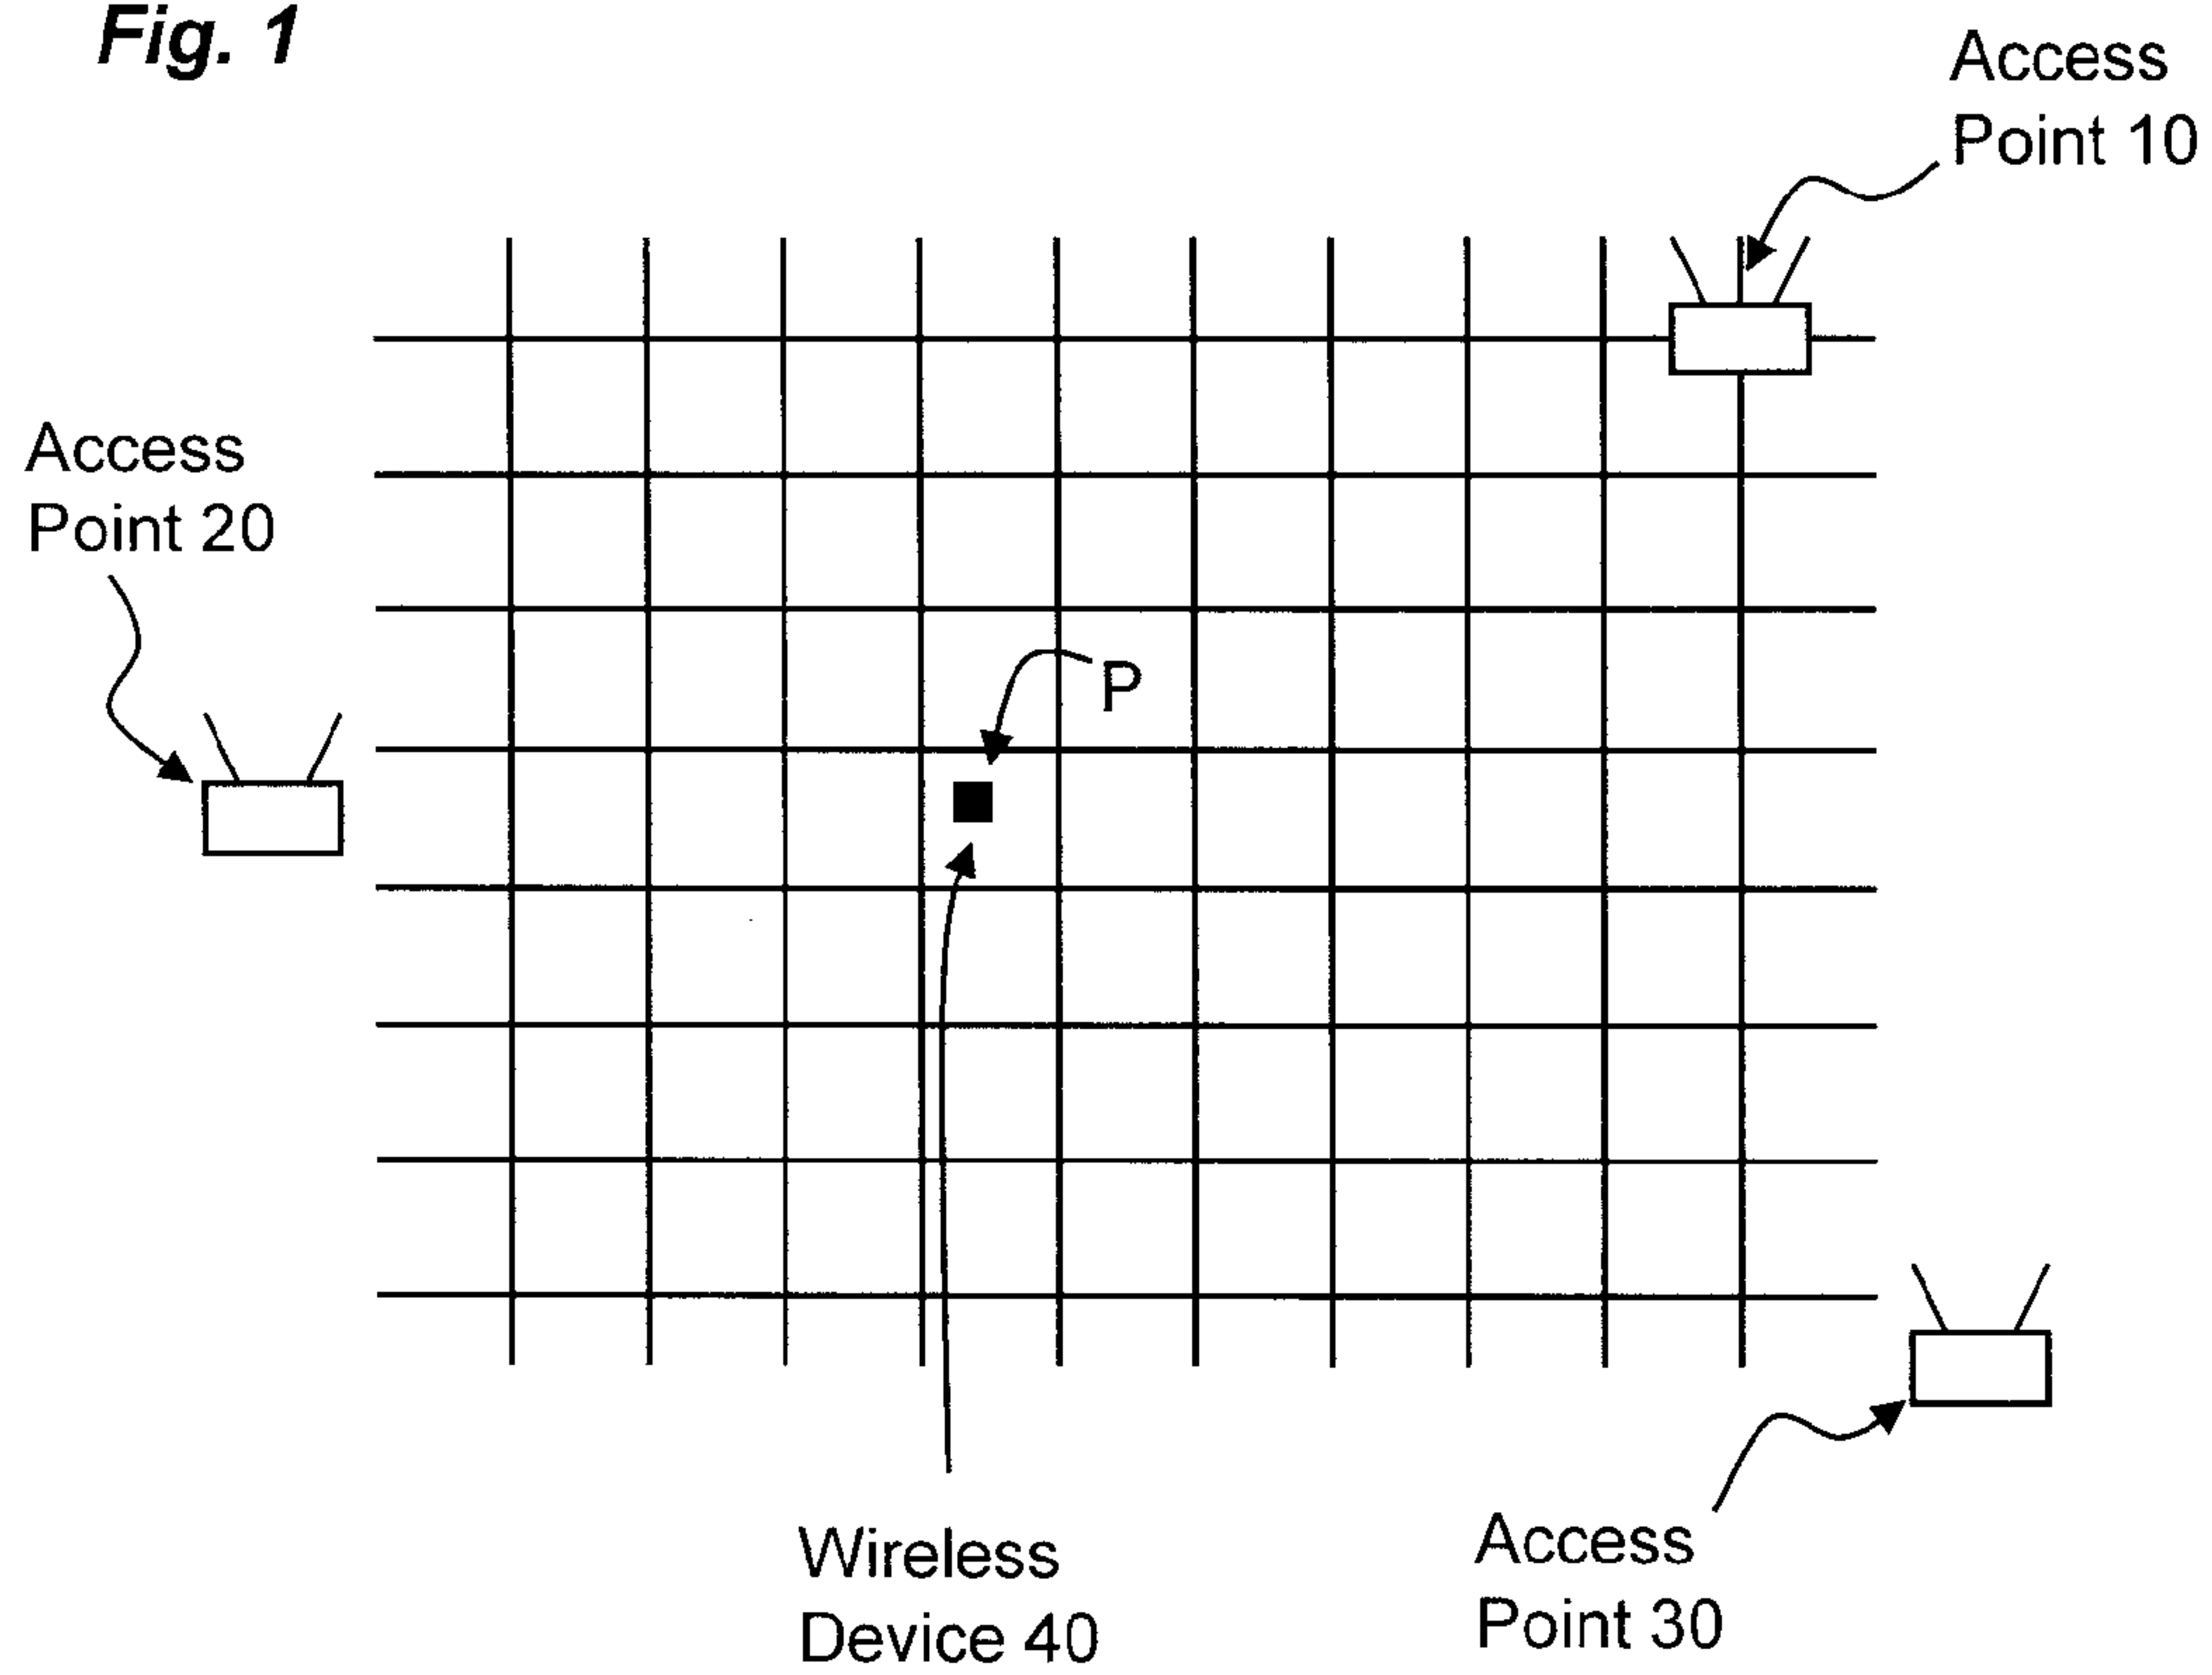 Fig. 1
Access
Point 10
Access
Point 20
P
Wireless
Device 40
Access
Point 30